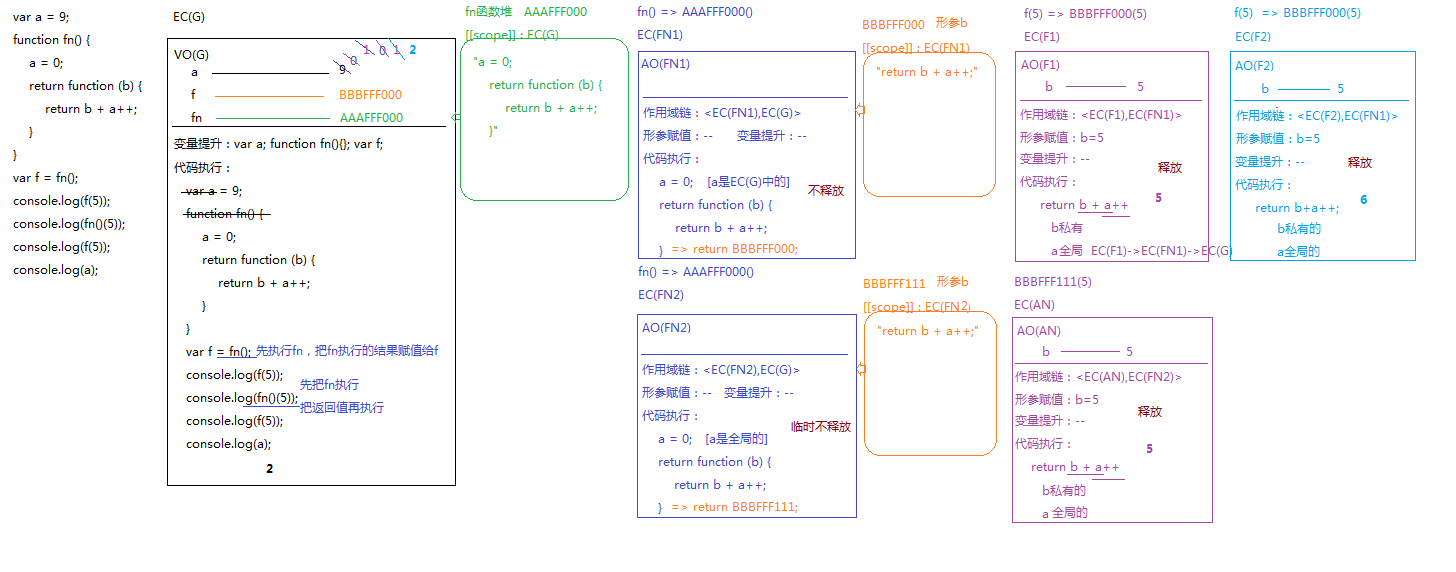 var a = 9;
function fn() {
a = 0;
return function (b) {
return b + a++;
}
}
var f = fn();
console.log(f(5));
console.log(fn()(5));
console.log(f(5));
console.log(a);
EC(G)
VO(G)
a 9 0 1 0 1 2
f BBBFFF000
fn AAAFFF000
变量提升：var a; function fn(){}; var f;
代码执行：
var a = 9;
function fn() {
a = 0;
return function (b) {
return b + a++;
}
}
var f = fn(); 先执行fn，把fn执行的结果赋值给f
console.log(f(5));
先把fn执行
console.log(fn()(5));
把返回值再执行
console.log(f(5));
console.log(a);
2
fn函数堆 AAAFFF000
[[scope]]：EC(G)
"a = 0;
return function (b) {
return b + a++;
}"
fn() => AAAFFF000()
EC(FN1)
AO(FN1)
作用域链：<EC(FN1),EC(G)>
形参赋值：-- 变量提升：--
代码执行：
a = 0; [a是EC(G)中的]
不释放
return function (b) {
return b + a++;
} => return BBBFFF000;
BBBFFF000 形参b
[[scope]]：EC(FN1)
"return b + a++;"
f(5) => BBBFFF000(5)
EC(F1)
AO(F1)
b 5
作用域链：<EC(F1),EC(FN1)>
形参赋值：b=5
变量提升：--
释放
代码执行：
return b + a++ 5
b私有
a全局 EC(F1)->EC(FN1)->EC(G)
f(5) => BBBFFF000(5)
EC(F2)
AO(F2)
b 5
作用域链：<EC(F2),EC(FN1)>
形参赋值：b=5
变量提升：--
释放
代码执行：
return b+a++; 6
b私有的
a全局的
fn() => AAAFFF000()
EC(FN2)
AO(FN2)
作用域链：<EC(FN2),EC(G)>
形参赋值：-- 变量提升：--
代码执行：
临时不释放
a = 0; [a是全局的]
return function (b) {
return b + a++;
} => return BBBFFF111;
BBBFFF111 形参b
[[scope]]：EC(FN2)
"return b + a++;"
BBBFFF111(5)
EC(AN)
AO(AN)
b 5
作用域链：<EC(AN),EC(FN2)>
形参赋值：b=5
释放
变量提升：--
代码执行：
5
return b + a++
b私有的
a 全局的